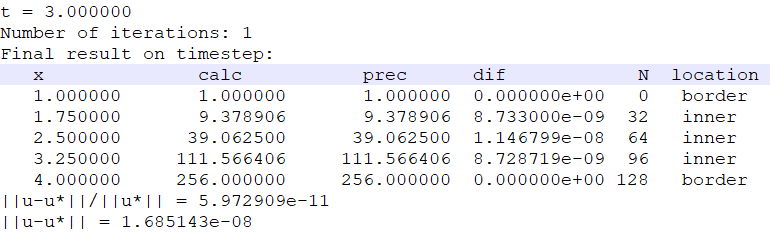 t = 3.000000
Number of iterations: 1
Final result on timestep:
x calc prec dif N location
1.000000 1.000000 1.000000 0.000000e+00 0 border
1.750000 9.378906 9.378906 8.733000e-09 32 inner
2.500000 39.062500 39.062500 1.146799e-08 64 inner
3.250000 111.566406 111.566406 8.728719e-09 96 inner
4.000000 256.000000 256.000000 0.000000e+00 128 border
||u-u*||/||u*|| = 5.972909e-11
||u-u*|| = 1.685143e-08